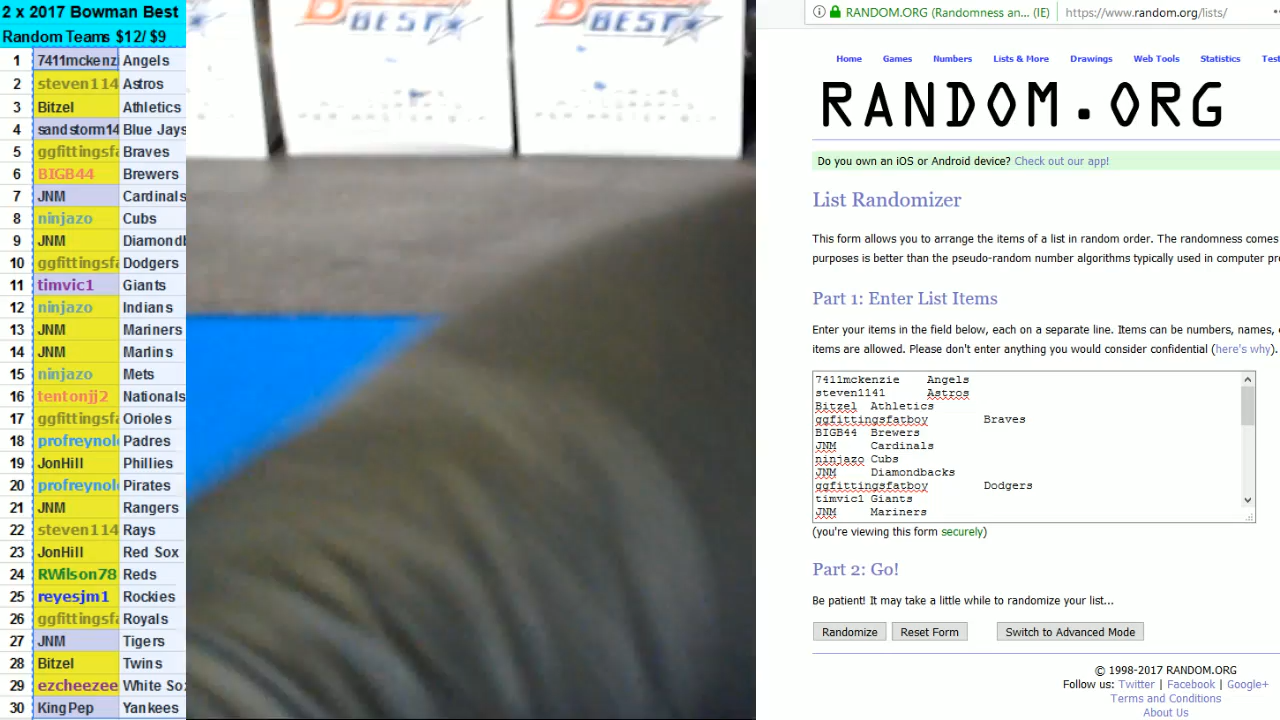 2 x 2017 Bowman Best
Random Teams $12/ $9
1 7411mckenz Angels
2 steven114 Astros
3 Bitzel Athletics
4 sandstorm14 Blue Jays
5 ggfittingsfa Braves
6 BIGB44 Brewers
7 JNM Cardinals
8 ninjazo Cubs
9 JNM Diamondb
10 ggfittingsfa Dodgers
11 timvic1 Giants
12 ninjazo Indians
13 JNM Mariners
14 JNM Marlins
15 ninjazo Mets
16 tentonjj2 Nationals
17 ggfittingsfa Orioles
18 profreynol Padres
19 JonHill Phillies
20 profreynol Pirates
21 JNM Rangers
22 steven114 Rays
23 JonHill Red Sox
24 RWilson78 Reds
25 reyesjm1 Rockies
26 ggfittingsfa Royals
27 JNM Tigers
28 Bitzel Twins
29 ezcheezee White Sox
30 KingPep Yankees
BEST
BEST
RANDOM.ORG (Randomness an... (IE) https://www.random.org/lists/
Home Games Numbers Lists & More Drawings Web Tools Statistics Test
RANDOM.ORG
Do you own an iOS or Android device? Check out our app!
List Randomizer
This form allows you to arrange the items of a list in random order. The randomness comes
purposes is better than the pseudo-random number algorithms typically used in computer pr
Part 1: Enter List Items
Enter your items in the field below, each on a separate line. Items can be numbers, names,
items are allowed. Please don't enter anything you would consider confidential (here's why).
7411mckenzie Angels
steven1141 Astros
Bitzel Athletics
ggfittingsfatboy Braves
BIGB44 Brewers
JNM Cardinals
ninjazo Cubs
JNM Diamondbacks
ggfittingsfatboy Dodgers
timvic1 Giants
JNM Mariners
(you're viewing this form securely)
Part 2: Go!
Be patient! It may take a little while to randomize your list...
Randomize Reset Form Switch to Advanced Mode
© 1998-2017 RANDOM.ORG
Follow us: Twitter | Facebook | Google+
Terms and Conditions
About Us